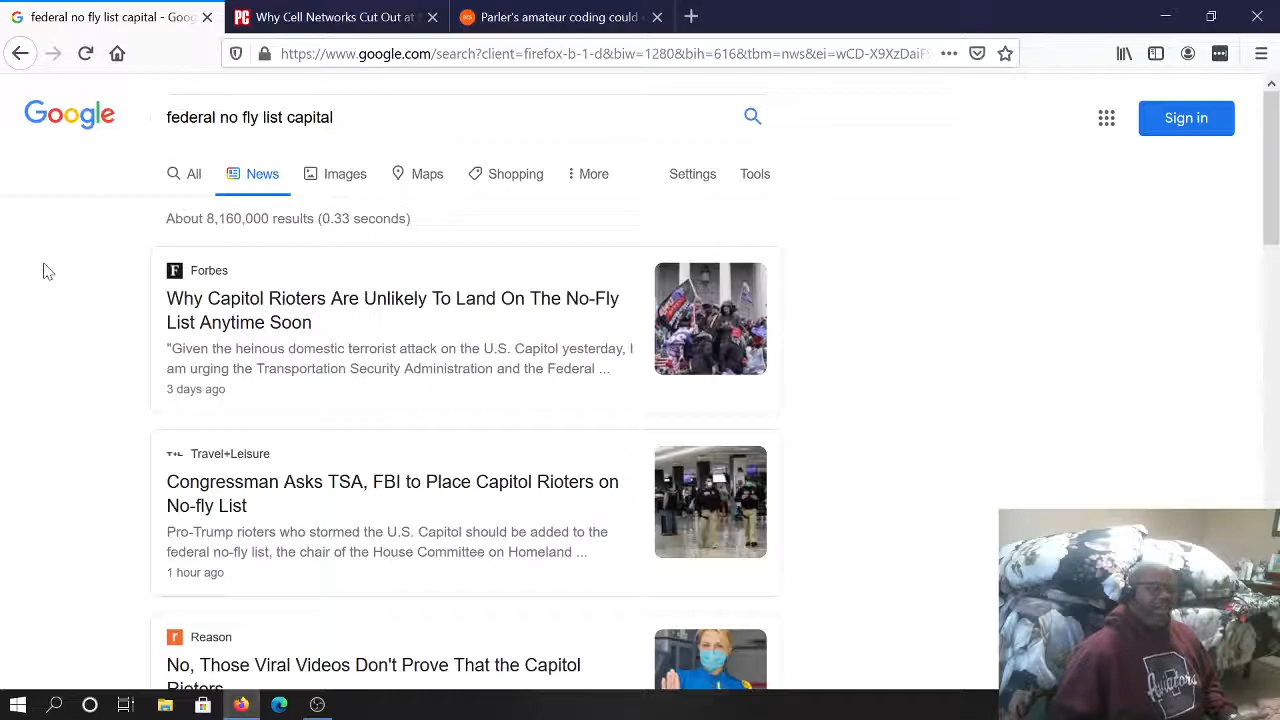 federal no fly list capital - Goog
Why Cell Networks Cut Out at
Parler's amateur coding could
https://www.google.com/search?client=firefox-b-1-d&biw=1280&bih=616&tbm=nws&ei=wCD-X9XzDaiF
Google
federal no fly list capital
Sign in
All
News
Images
Maps
Shopping
More
Settings
Tools
About 8,160,000 results (0.33 seconds)
F Forbes
Why Capitol Rioters Are Unlikely To Land On The No-Fly
List Anytime Soon
"Given the heinous domestic terrorist attack on the U.S. Capitol yesterday, I
am urging the Transportation Security Administration and the Federal ...
3 days ago
T+L Travel+Leisure
Congressman Asks TSA, FBI to Place Capitol Rioters on
No-fly List
Pro-Trump rioters who stormed the U.S. Capitol should be added to the
federal no-fly list, the chair of the House Committee on Homeland ...
1 hour ago
r Reason
No, Those Viral Videos Don't Prove That the Capitol
Rioters
Aviators